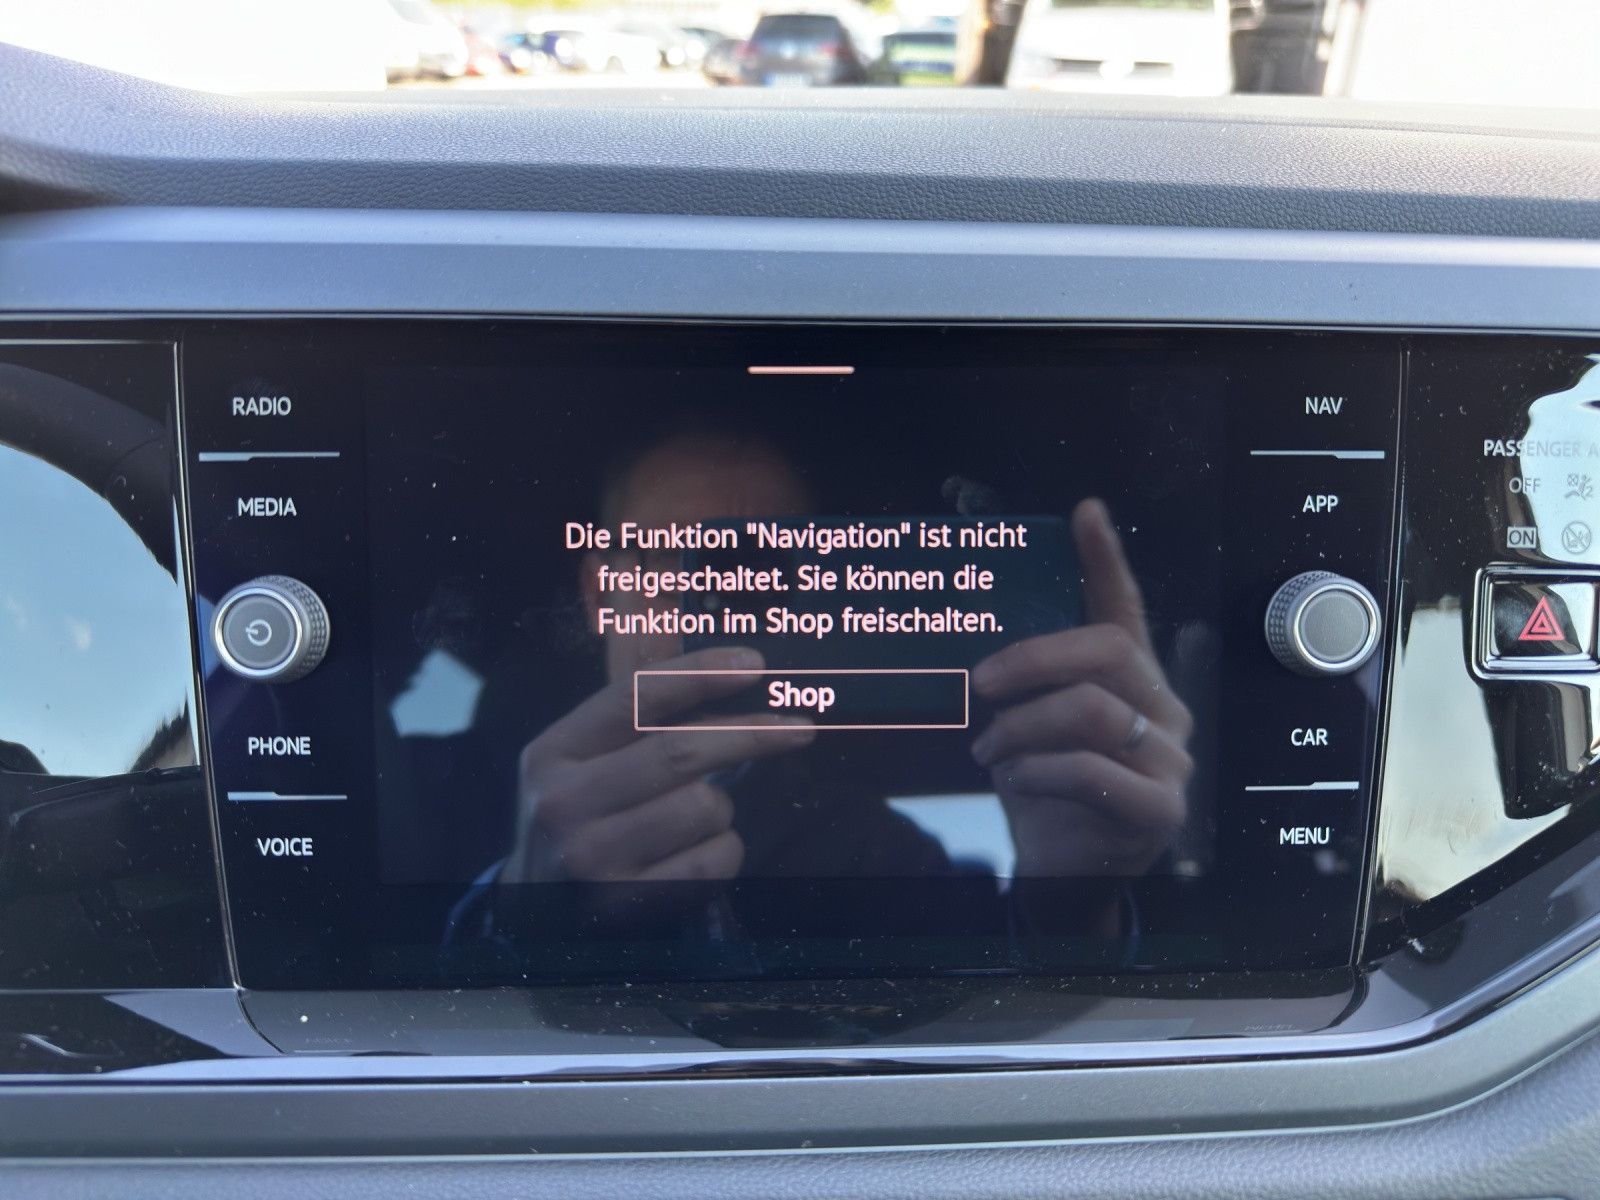 RADIO
MEDIA
PHONE
VOICE
Die Funktion "Navigation" ist nicht
freigeschaltet. Sie können die
Funktion im Shop freischalten.
Shop
NAV
APP
CAR
MENU
PASSENGER A
OFF
ON